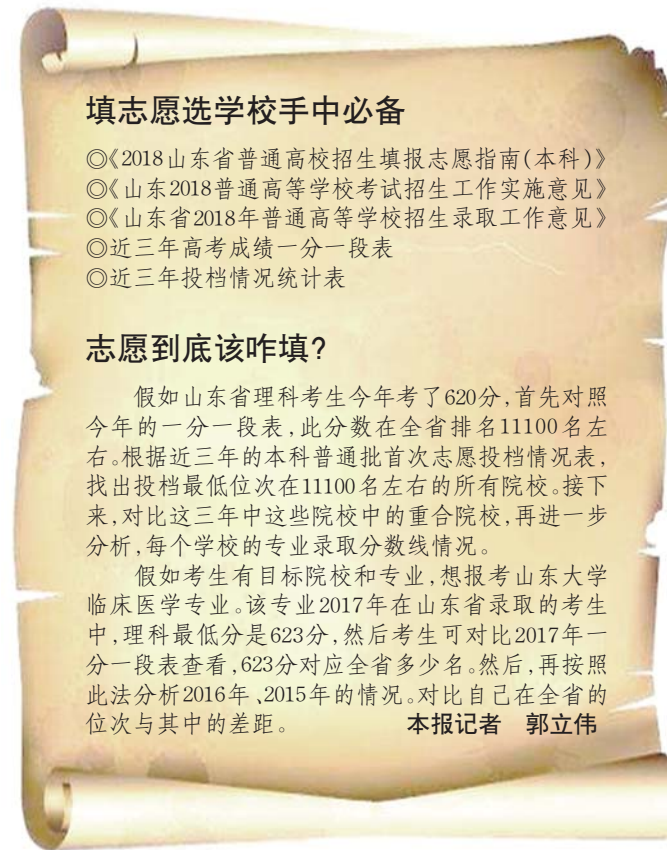 填志愿选学校手中必备
◎《2018山东省普通高校招生填报志愿指南(本科)》
◎《山东2018普通高等学校考试招生工作实施意见》
◎《山东省2018年普通高等学校招生录取工作意见》
◎近三年高考成绩一分一段表
◎近三年投档情况统计表
志愿到底该咋填?
假如山东省理科考生今年考了620分,首先对照
今年的一分一段表,此分数在全省排名11100名左
右。根据近三年的本科普通批首次志愿投档情况表,
找出投档最低位次在11100名左右的所有院校。接下
来,对比这三年中这些院校中的重合院校,再进一步
分析,每个学校的专业录取分数线情况。
假如考生有目标院校和专业,想报考山东大学
临床医学专业。该专业2017年在山东省录取的考生
中,理科最低分是623分,然后考生可对比2017年一
分一段表查看,623分对应全省多少名。然后,再按照
此法分析2016年、2015年的情况。对比自己在全省的
位次与其中的差距。 本报记者 郭立伟